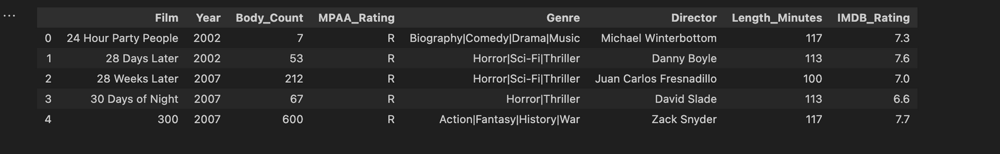 ...
Film Year Body_Count MPAA_Rating Genre Director Length_Minutes IMDB_Rating
0 24 Hour Party People 2002 7 R Biography|Comedy|Drama|Music Michael Winterbottom 117 7.3
1 28 Days Later 2002 53 R Horror|Sci-Fi|Thriller Danny Boyle 113 7.6
2 28 Weeks Later 2007 212 R Horror|Sci-Fi|Thriller Juan Carlos Fresnadillo 100 7.0
3 30 Days of Night 2007 67 R Horror|Thriller David Slade 113 6.6
4 300 2007 600 R Action|Fantasy|History|War Zack Snyder 117 7.7